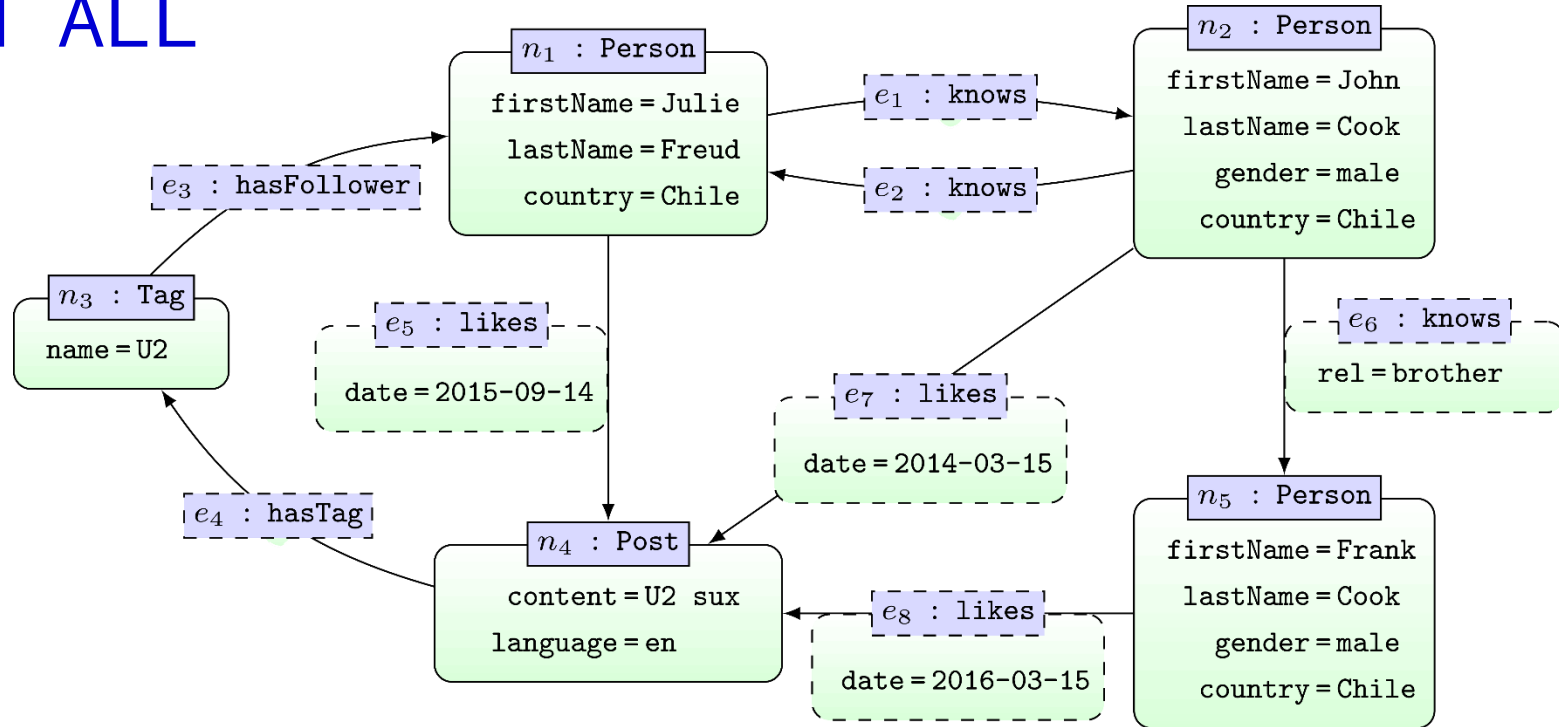 ALL
n1 : Person
firstName = Julie
lastName = Freud
country = Chile
e1 : knows
e2 : knows
n2 : Person
firstName = John
lastName = Cook
gender = male
country = Chile
e3 : hasFollower
n3 : Tag
name = U2
e5 : likes
date = 2015-09-14
e7 : likes
date = 2014-03-15
e6 : knows
rel = brother
e4 : hasTag
n4 : Post
content = U2 sux
language = en
e8 : likes
date = 2016-03-15
n5 : Person
firstName = Frank
lastName = Cook
gender = male
country = Chile